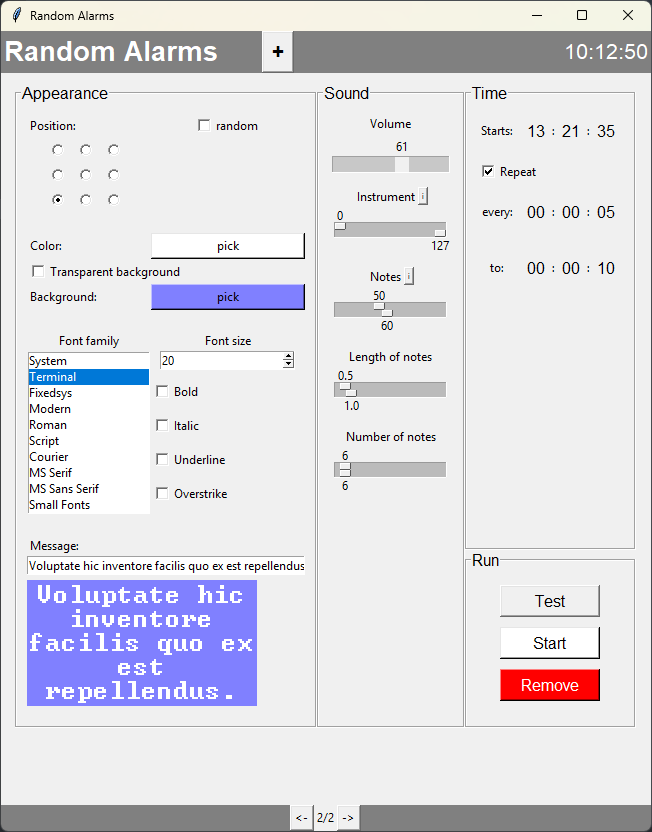 Random Alarms
Random Alarms + 10:12:50
Appearance
Position: random
Color: pick
Transparent background
Background: pick
Font family Font size
System 20
Terminal
Fixedsys Bold
Modern
Roman Italic
Script
Courier Underline
MS Serif
MS Sans Serif Overstrike
Small Fonts
Message:
Voluptate hic inventore facilis quo ex est repellendus
Voluptate hic
inventore
facilis quo ex
est
repellendus.
Sound
Volume
61
Instrument i
0
127
Notes i
50
60
Length of notes
0.5
1.0
Number of notes
6
6
Time
Starts: 13 : 21 : 35
Repeat
every: 00 : 00 : 05
to: 00 : 00 : 10
Run
Test
Start
Remove
<- 2/2 ->